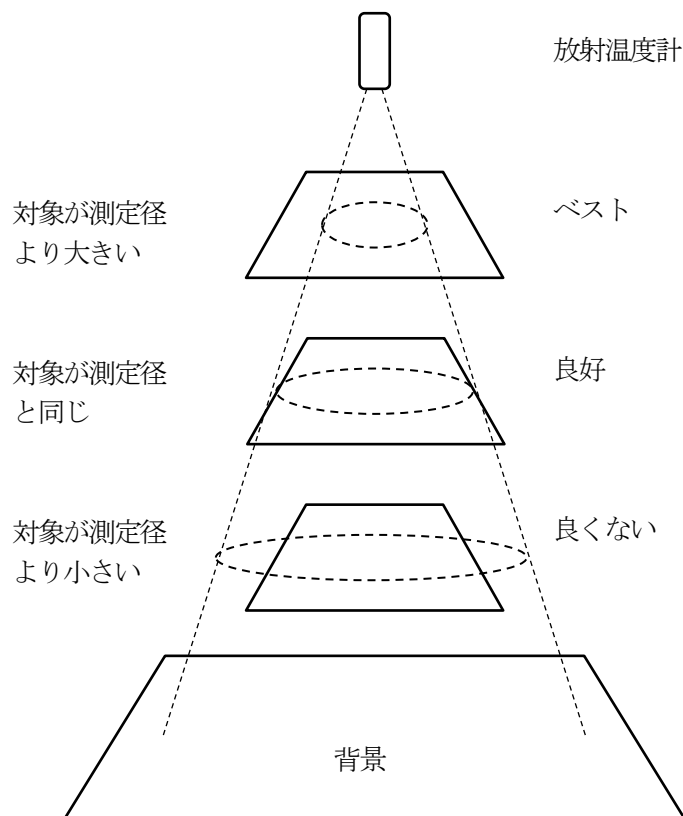 放射温度計
対象が測定径
より大きい
ベスト
対象が測定径
と同じ
良好
対象が測定径
より小さい
良くない
背景